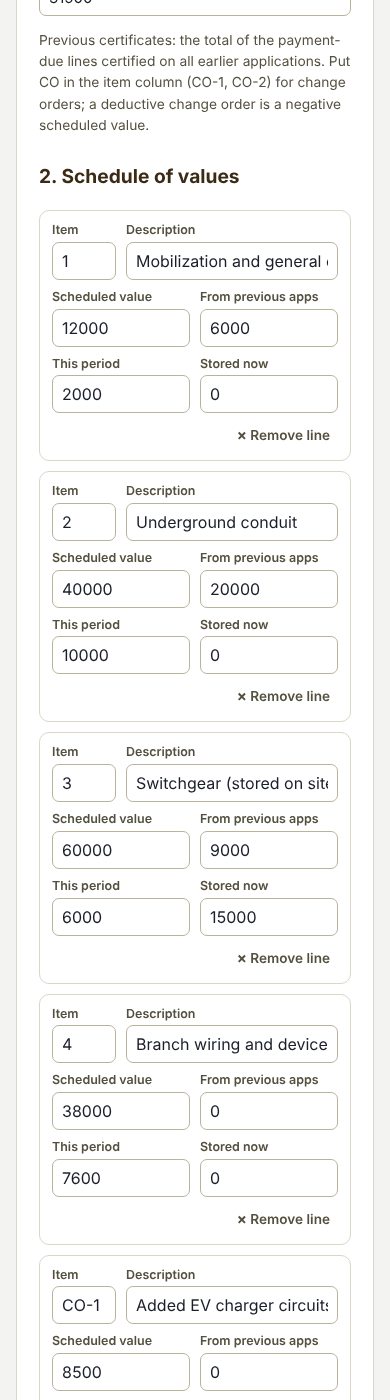 Previous certificates: the total of the payment-
due lines certified on all earlier applications. Put
CO in the item column (CO-1, CO-2) for change
orders; a deductive change order is a negative
scheduled value.
2. Schedule of values
Item Description
1 Mobilization and general
Scheduled value From previous apps
12000 6000
This period Stored now
2000 0
× Remove line
Item Description
2 Underground conduit
Scheduled value From previous apps
40000 20000
This period Stored now
10000 0
× Remove line
Item Description
3 Switchgear (stored on site
Scheduled value From previous apps
60000 9000
This period Stored now
6000 15000
× Remove line
Item Description
4 Branch wiring and device
Scheduled value From previous apps
38000 0
This period Stored now
7600 0
× Remove line
Item Description
CO-1 Added EV charger circuits
Scheduled value From previous apps
8500 0